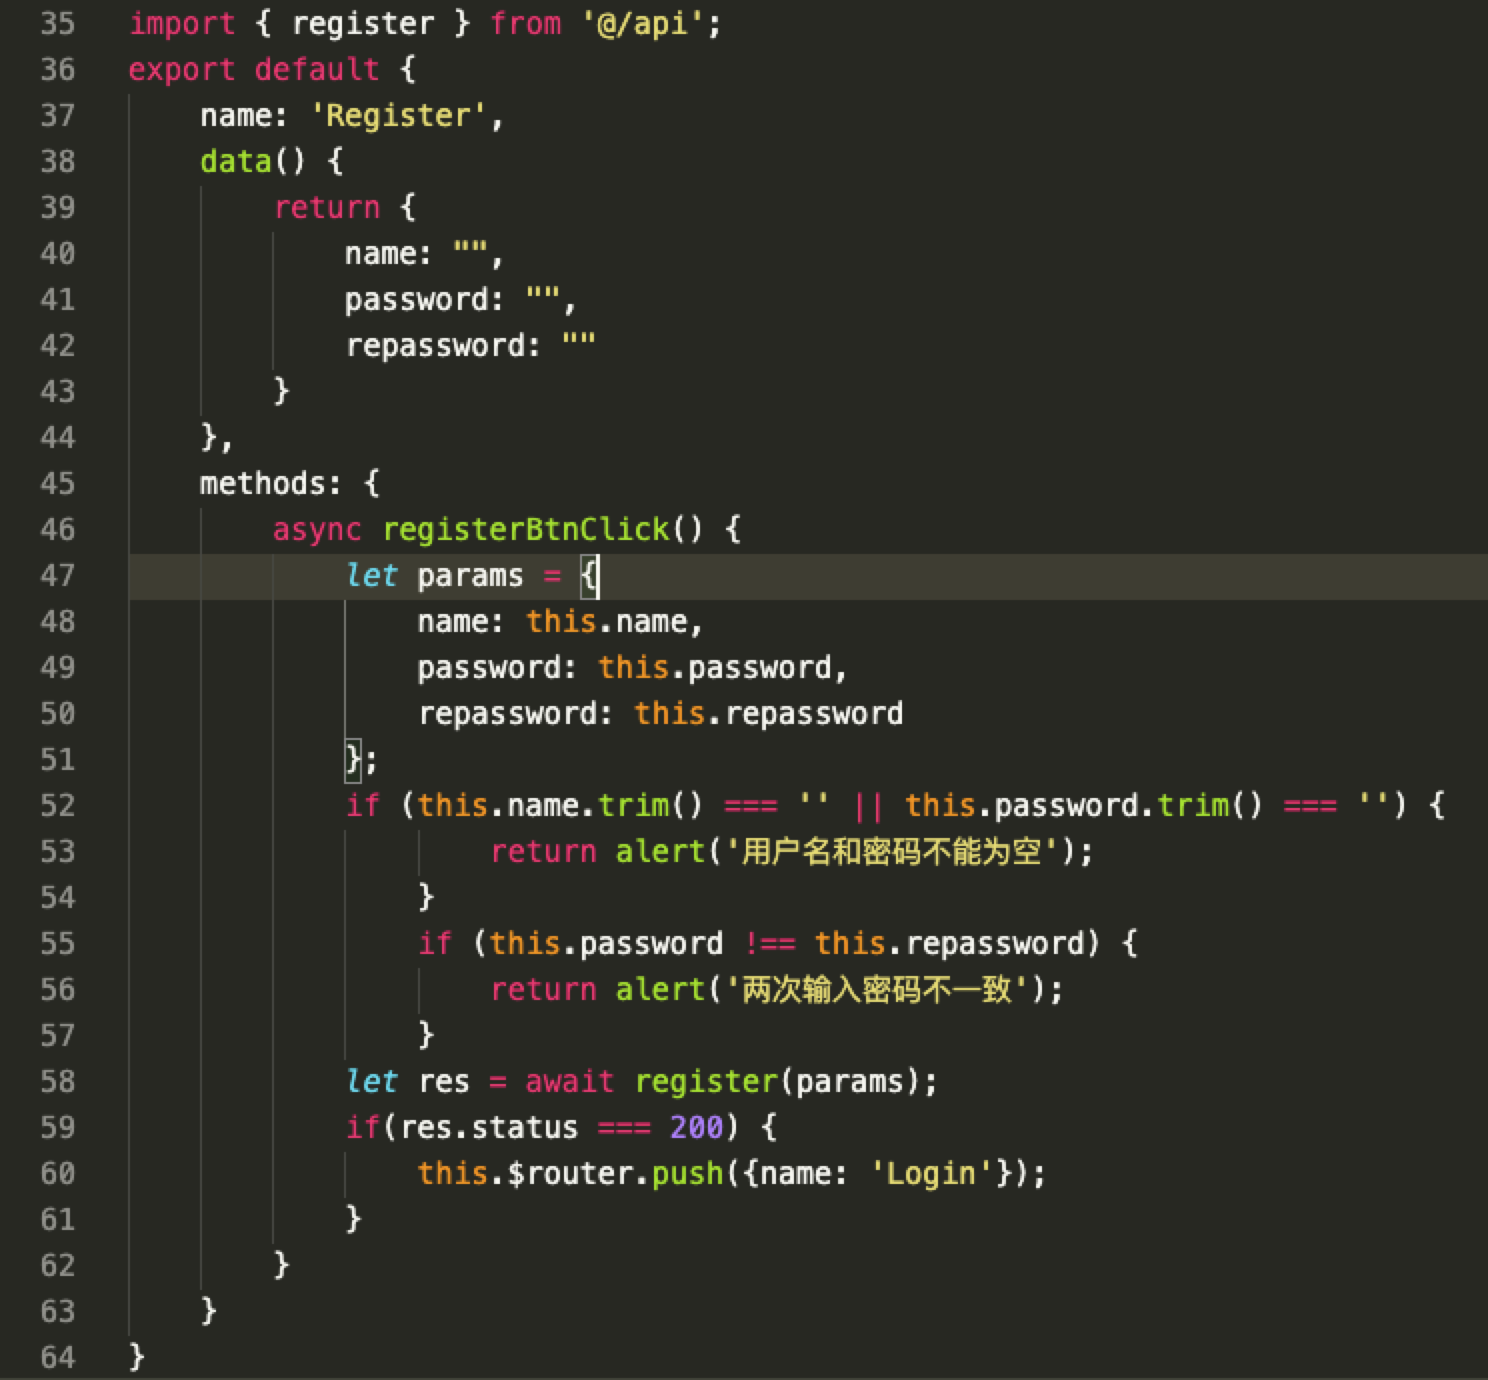 35 import { register } from '@/api';
36 export default {
37     name: 'Register',
38     data() {
39         return {
40             name: "",
41             password: "",
42             repassword: ""
43         }
44     },
45     methods: {
46         async registerBtnClick() {
47             let params = {
48                 name: this.name,
49                 password: this.password,
50                 repassword: this.repassword
51             };
52             if (this.name.trim() === '' || this.password.trim() === '') {
53                     return alert('用户名和密码不能为空');
54                 }
55                 if (this.password !== this.repassword) {
56                     return alert('两次输入密码不一致');
57                 }
58             let res = await register(params);
59             if(res.status === 200) {
60                 this.$router.push({name: 'Login'});
61             }
62         }
63     }
64 }